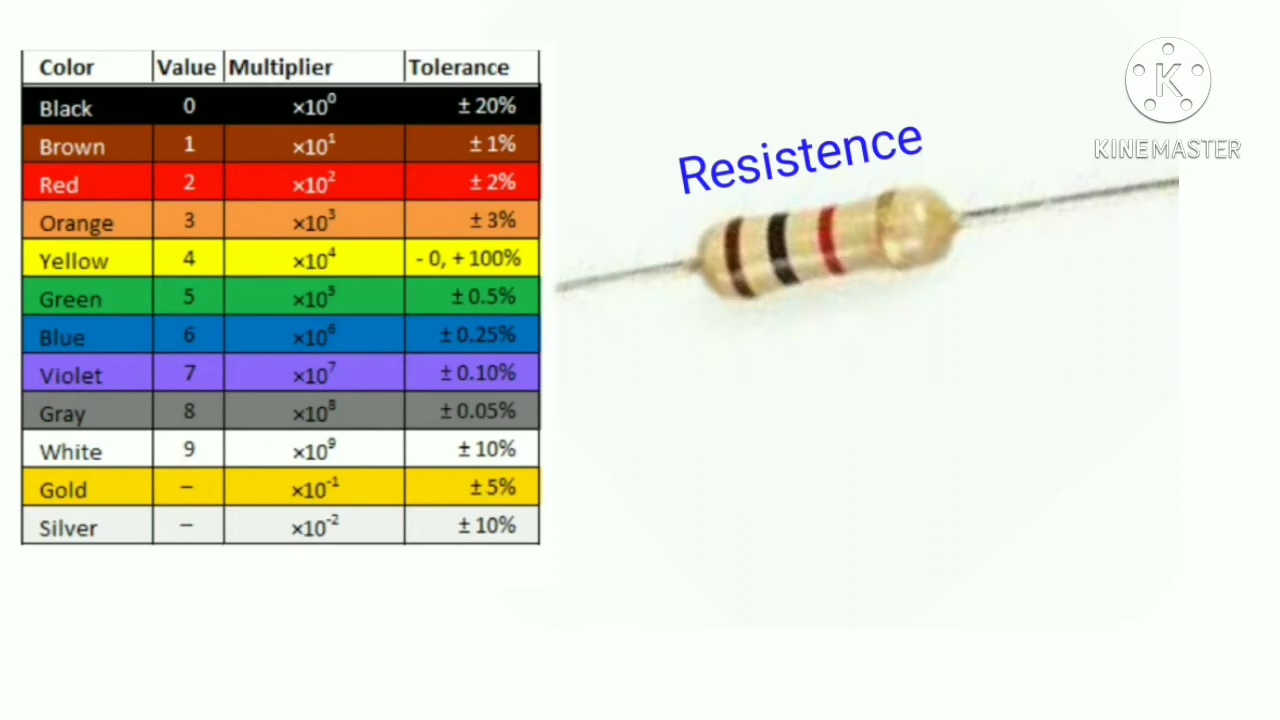 Color Value Multiplier Tolerance
Black 0 ×10⁰ ± 20%
Brown 1 ×10¹ ± 1%
Red 2 ×10² ± 2%
Orange 3 ×10³ ± 3%
Yellow 4 ×10⁴ - 0, + 100%
Green 5 ×10⁵ ± 0.5%
Blue 6 ×10⁶ ± 0.25%
Violet 7 ×10⁷ ± 0.10%
Gray 8 ×10⁸ ± 0.05%
White 9 ×10⁹ ± 10%
Gold – ×10⁻¹ ± 5%
Silver – ×10⁻² ± 10%
Resistence
K
KINEMASTER